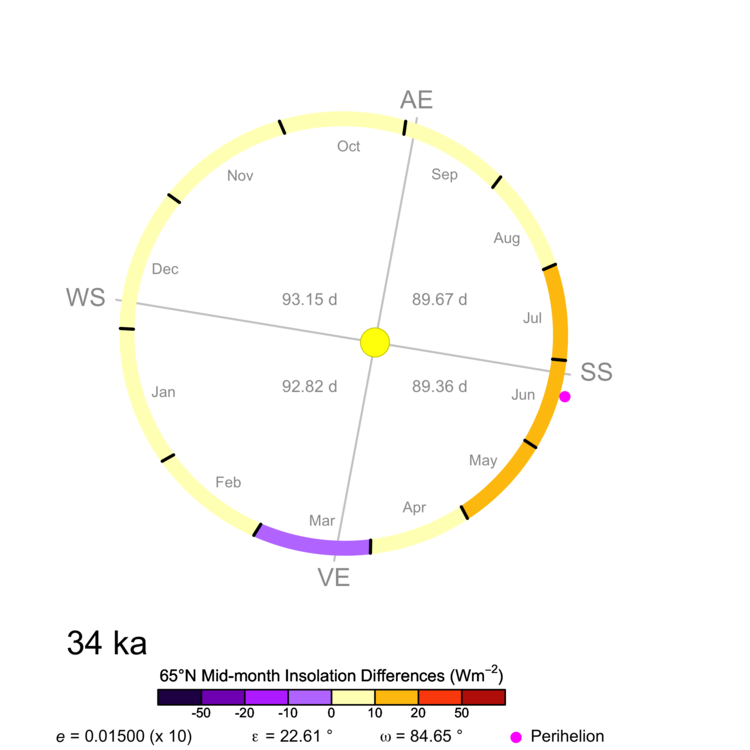 AE
Oct
Sep
Nov
Aug
Dec
WS
93.15 d
89.67 d
Jul
SS
92.82 d
89.36 d
Jun
Jan
May
Feb
Apr
Mar
VE
34 ka
65°N Mid-month Insolation Differences (Wm⁻²)
-50 -20 -10 0 10 20 50
e = 0.01500 (x 10) ε = 22.61 ° ω = 84.65 ° Perihelion